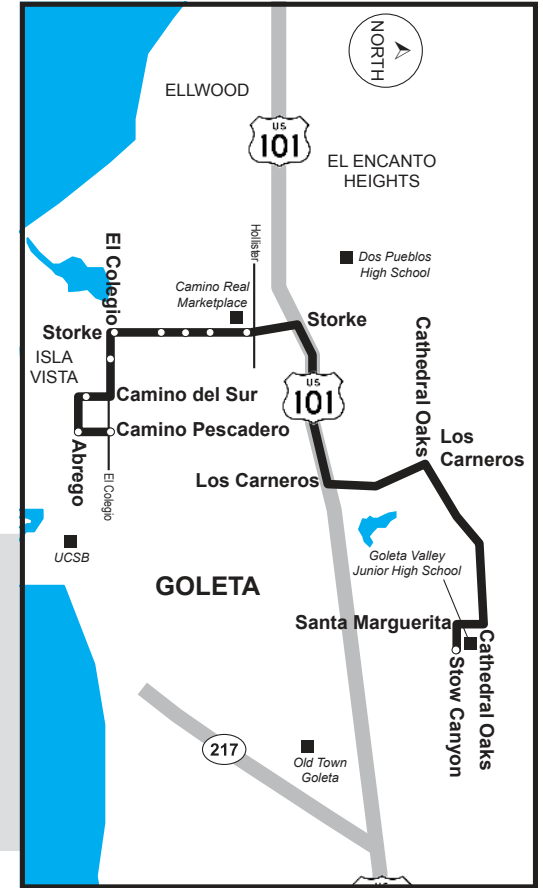 NORTH
ELLWOOD
US
101
EL ENCANTO
HEIGHTS
Hollister
Dos Pueblos
High School
El Colegio
Camino Real
Marketplace
Storke
Storke
Cathedral Oaks
ISLA
VISTA
US
101
Camino del Sur
Camino Pescadero
Los
Carneros
Abrego
El Colegio
Los Carneros
UCSB
Goleta Valley
Junior High School
GOLETA
Santa Marguerita
Cathedral Oaks
Stow Canyon
217
Old Town
Goleta
US